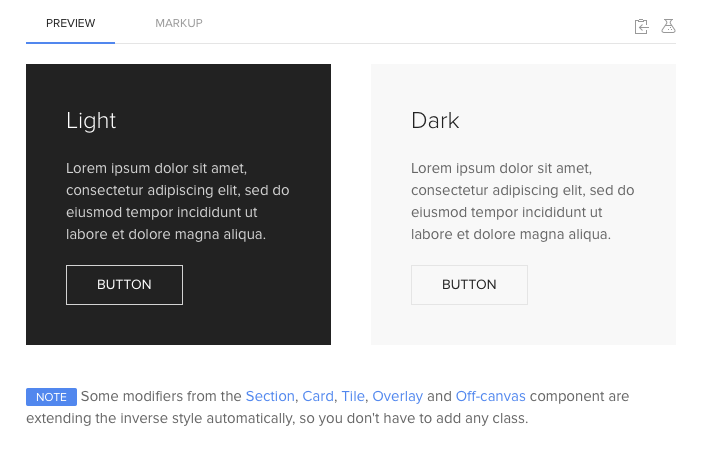 PREVIEW
MARKUP
Light
Lorem ipsum dolor sit amet,
consectetur adipiscing elit, sed do
eiusmod tempor incididunt ut
labore et dolore magna aliqua.
BUTTON
Dark
Lorem ipsum dolor sit amet,
consectetur adipiscing elit, sed do
eiusmod tempor incididunt ut
labore et dolore magna aliqua.
BUTTON
NOTE Some modifiers from the Section, Card, Tile, Overlay and Off-canvas component are
extending the inverse style automatically, so you don't have to add any class.